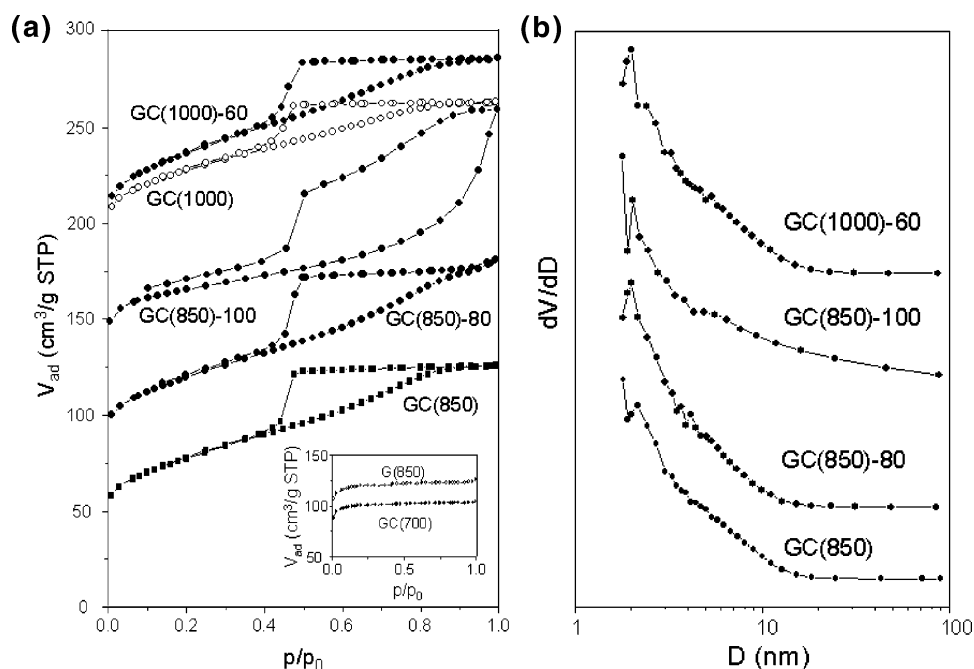 (a)
V_ad (cm³/g STP)
300
250
200
150
100
50
0
GC(1000)-60
GC(1000)
GC(850)-100
GC(850)-80
GC(850)
V_ad (cm³/g STP)
150
100
50
G(850)
GC(700)
0.0 0.5 1.0
p/p₀
0.0 0.2 0.4 0.6 0.8 1.0
p/p₀
(b)
dV/dD
GC(1000)-60
GC(850)-100
GC(850)-80
GC(850)
1 10 100
D (nm)